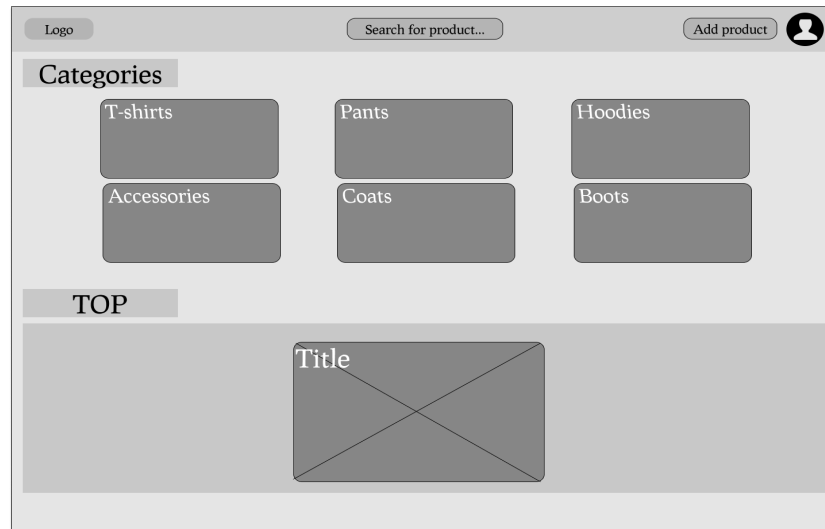 Logo
Search for product...
Add product
Categories
T-shirts
Pants
Hoodies
Accessories
Coats
Boots
TOP
Title